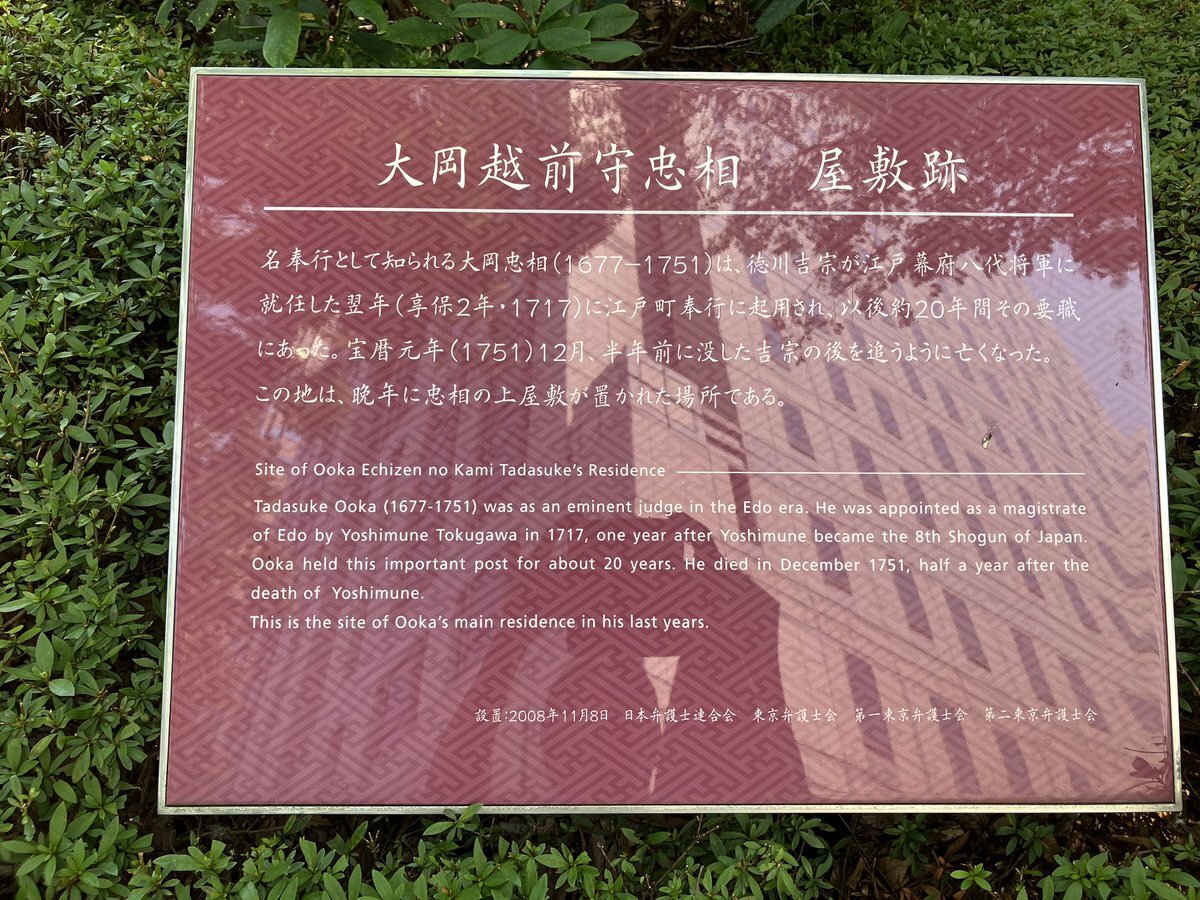 大岡越前守忠相　屋敷跡
名奉行として知られる大岡忠相(1677−1751)は、徳川吉宗が江戸幕府八代将軍に
就任した翌年(享保2年・1717)に江戸町奉行に起用され、以後約20年間その要職
にあった。宝暦元年(1751)12月、半年前に没した吉宗の後を追うように亡くなった。
この地は、晩年に忠相の上屋敷が置かれた場所である。
Site of Ooka Echizen no Kami Tadasuke's Residence
Tadasuke Ooka (1677-1751) was as an eminent judge in the Edo era. He was appointed as a magistrate
of Edo by Yoshimune Tokugawa in 1717, one year after Yoshimune became the 8th Shogun of Japan.
Ooka held this important post for about 20 years. He died in December 1751, half a year after the
death of Yoshimune.
This is the site of Ooka's main residence in his last years.
設置:2008年11月8日　日本弁護士連合会　東京弁護士会　第一東京弁護士会　第二東京弁護士会